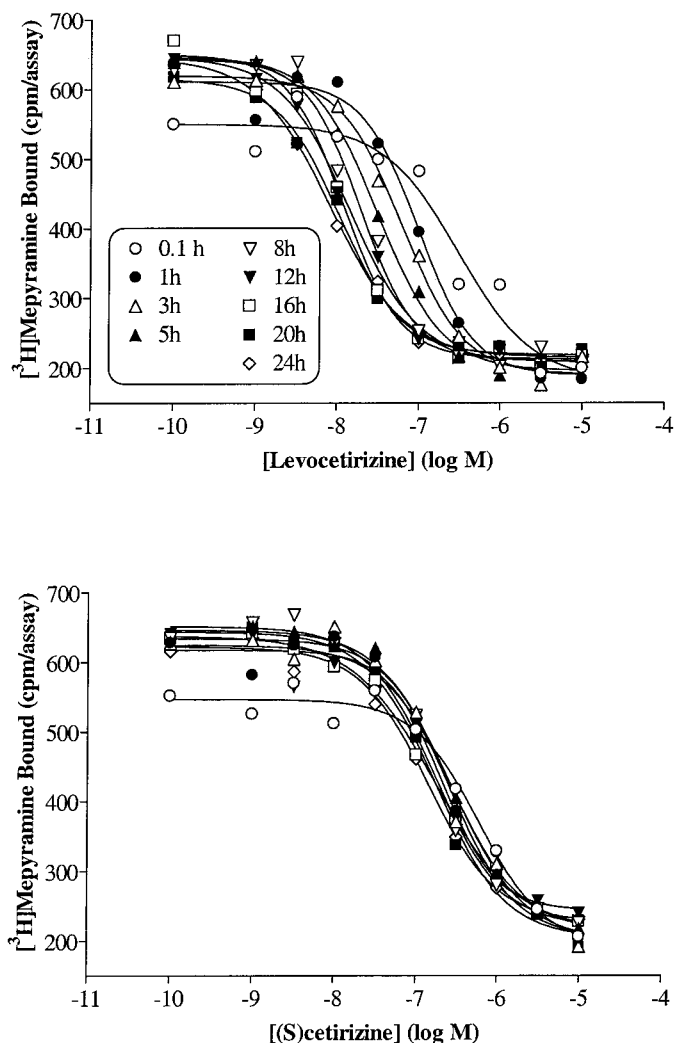 700
600
500
400
300
200
[³H]Mepyramine Bound (cpm/assay)
0.1 h
1h
3h
5h
8h
12h
16h
20h
24h
-11 -10 -9 -8 -7 -6 -5 -4
[Levocetirizine] (log M)
700
600
500
400
300
200
[³H]Mepyramine Bound (cpm/assay)
-11 -10 -9 -8 -7 -6 -5 -4
[(S)cetirizine] (log M)